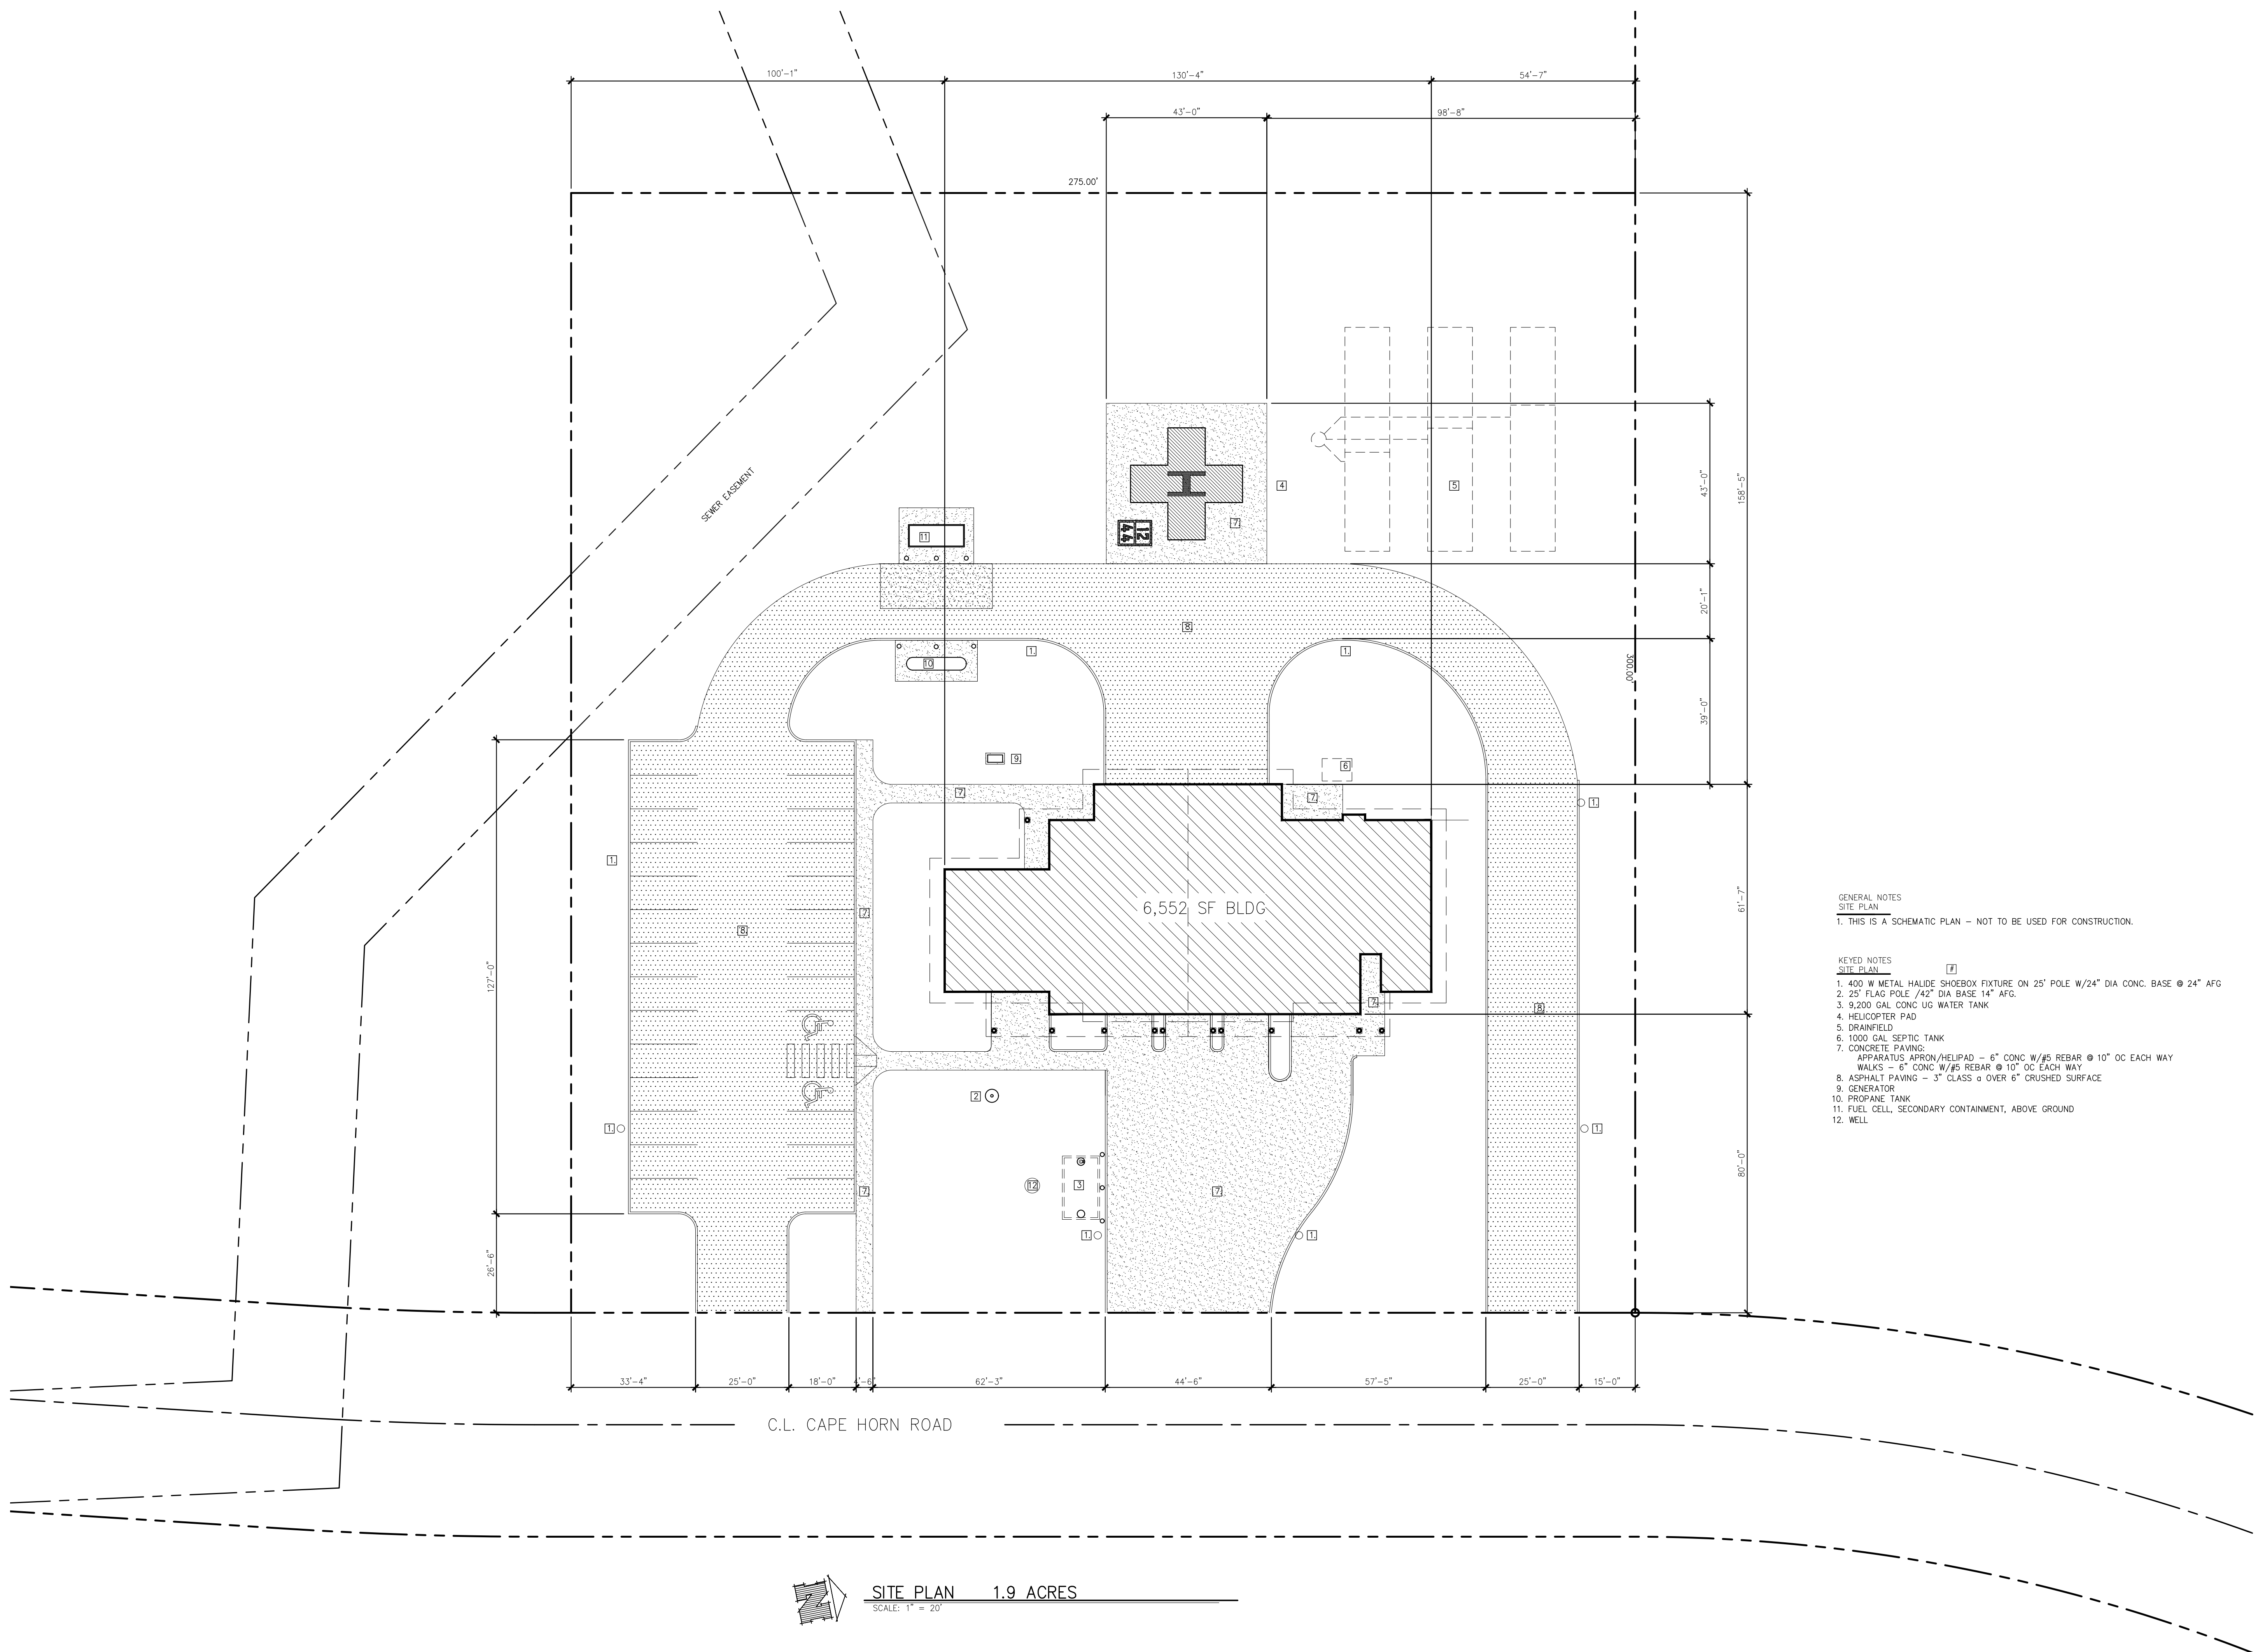 100'-1"
130'-4"
54'-7"
43'-0"
98'-8"
275.00'
SEWER EASEMENT
4
5
7.
H
12
44
11
43'-0"
158'-5"
20'-1"
8
1.
1.
10
300.00'
39'-0"
9.
6
7.
7.
1.
1.
6,552 SF BLDG
61'-7"
7.
8.
127'-0"
7.
8.
2
1.
1.
12
3
7.
7.
80'-0"
1.
1.
26'-6"
33'-4"
25'-0"
18'-0"
4'-6"
62'-3"
44'-6"
57'-5"
25'-0"
15'-0"
C.L. CAPE HORN ROAD
N
SITE PLAN 1.9 ACRES
SCALE: 1" = 20'
GENERAL NOTES
SITE PLAN
1. THIS IS A SCHEMATIC PLAN – NOT TO BE USED FOR CONSTRUCTION.
KEYED NOTES
SITE PLAN #
1. 400 W METAL HALIDE SHOEBOX FIXTURE ON 25' POLE W/24" DIA CONC. BASE @ 24" AFG
2. 25' FLAG POLE /42" DIA BASE 14" AFG.
3. 9,200 GAL CONC UG WATER TANK
4. HELICOPTER PAD
5. DRAINFIELD
6. 1000 GAL SEPTIC TANK
7. CONCRETE PAVING:
APPARATUS APRON/HELIPAD – 6" CONC W/#5 REBAR @ 10" OC EACH WAY
WALKS – 6" CONC W/#5 REBAR @ 10" OC EACH WAY
8. ASPHALT PAVING – 3" CLASS a OVER 6" CRUSHED SURFACE
9. GENERATOR
10. PROPANE TANK
11. FUEL CELL, SECONDARY CONTAINMENT, ABOVE GROUND
12. WELL